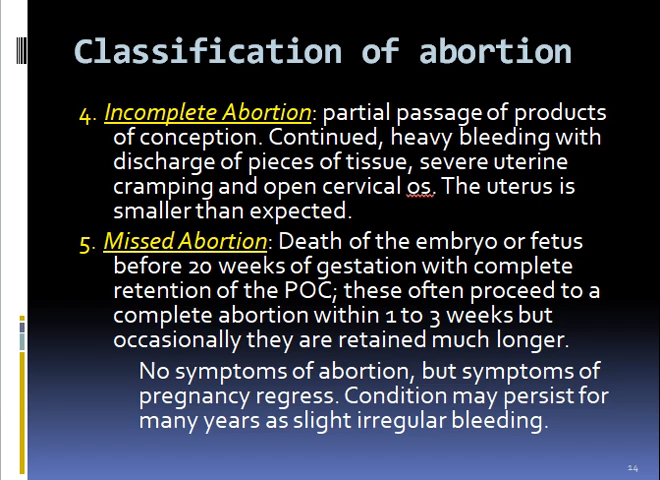 Classification of abortion
4. Incomplete Abortion: partial passage of products
of conception. Continued, heavy bleeding with
discharge of pieces of tissue, severe uterine
cramping and open cervical os. The uterus is
smaller than expected.
5. Missed Abortion: Death of the embryo or fetus
before 20 weeks of gestation with complete
retention of the POC; these often proceed to a
complete abortion within 1 to 3 weeks but
occasionally they are retained much longer.
No symptoms of abortion, but symptoms of
pregnancy regress. Condition may persist for
many years as slight irregular bleeding.
14